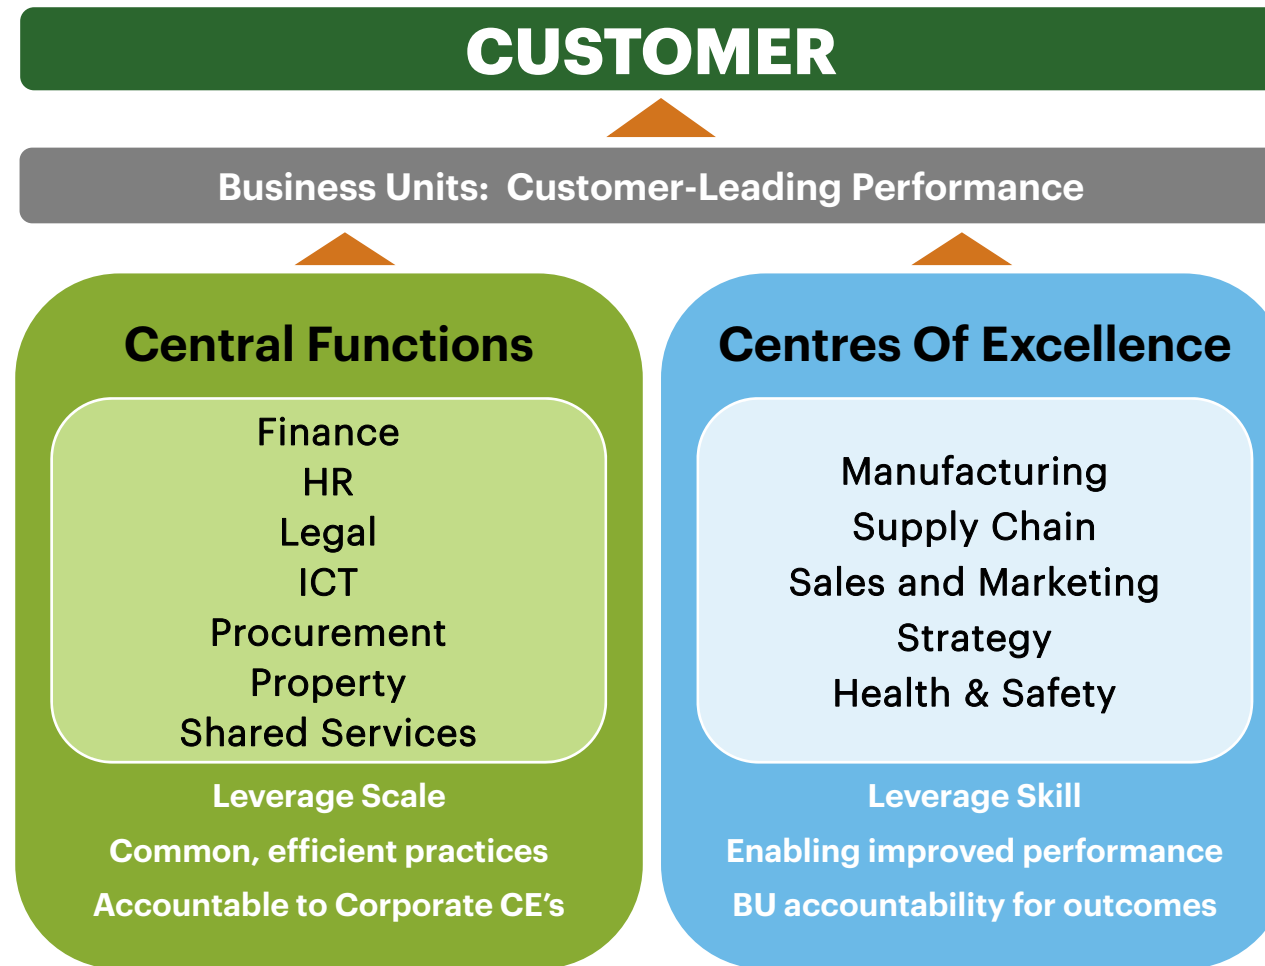 CUSTOMER
Business Units:  Customer-Leading Performance
Central Functions
Finance
HR
Legal
ICT
Procurement
Property
Shared Services
Leverage Scale
Common, efficient practices
Accountable to Corporate CE’s
Centres Of Excellence
Manufacturing
Supply Chain
Sales and Marketing
Strategy
Health & Safety
Leverage Skill
Enabling improved performance
BU accountability for outcomes